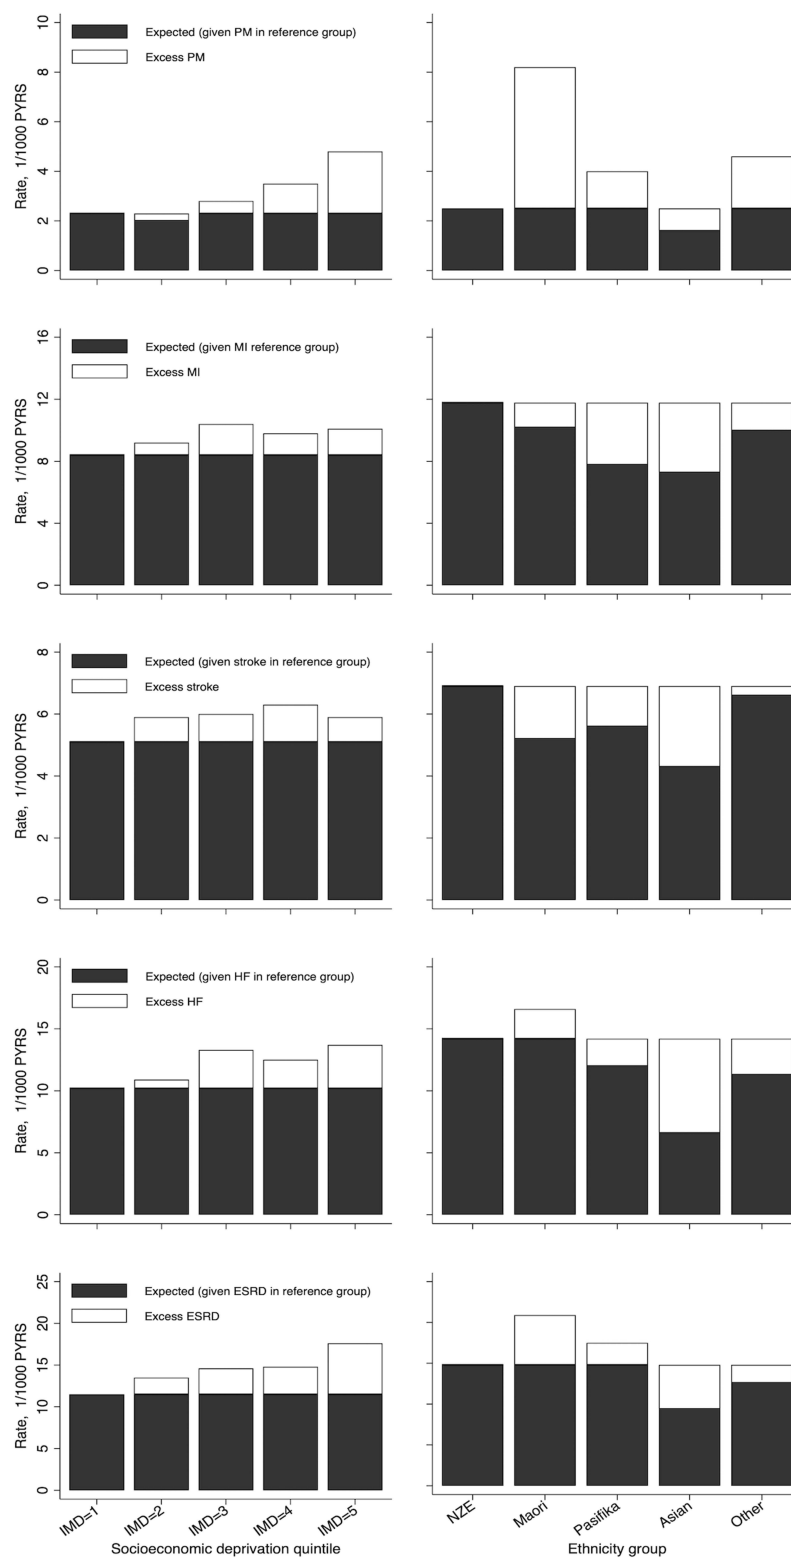 Expected (given PM in reference group)
Excess PM
Rate, 1/1000 PYRS
10
8
6
4
2
0
Expected (given MI reference group)
Excess MI
Rate, 1/1000 PYRS
16
12
8
4
0
Expected (given stroke in reference group)
Excess stroke
Rate, 1/1000 PYRS
8
6
4
2
0
Expected (given HF in reference group)
Excess HF
Rate, 1/1000 PYRS
20
15
10
5
0
Expected (given ESRD in reference group)
Excess ESRD
Rate, 1/1000 PYRS
25
20
15
10
5
0
IMD=1 IMD=2 IMD=3 IMD=4 IMD=5
Socioeconomic deprivation quintile
NZE Maori Pasifika Asian Other
Ethnicity group